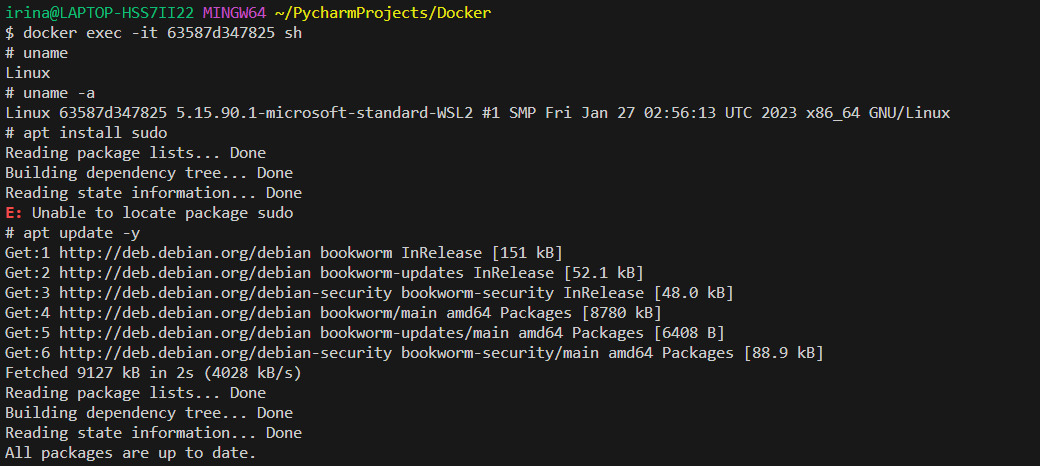 irina@LAPTOP-HSS7II22 MINGW64 ~/PycharmProjects/Docker
$ docker exec -it 63587d347825 sh
# uname
Linux
# uname -a
Linux 63587d347825 5.15.90.1-microsoft-standard-WSL2 #1 SMP Fri Jan 27 02:56:13 UTC 2023 x86_64 GNU/Linux
# apt install sudo
Reading package lists... Done
Building dependency tree... Done
Reading state information... Done
E: Unable to locate package sudo
# apt update -y
Get:1 http://deb.debian.org/debian bookworm InRelease [151 kB]
Get:2 http://deb.debian.org/debian bookworm-updates InRelease [52.1 kB]
Get:3 http://deb.debian.org/debian-security bookworm-security InRelease [48.0 kB]
Get:4 http://deb.debian.org/debian bookworm/main amd64 Packages [8780 kB]
Get:5 http://deb.debian.org/debian bookworm-updates/main amd64 Packages [6408 B]
Get:6 http://deb.debian.org/debian-security bookworm-security/main amd64 Packages [88.9 kB]
Fetched 9127 kB in 2s (4028 kB/s)
Reading package lists... Done
Building dependency tree... Done
Reading state information... Done
All packages are up to date.